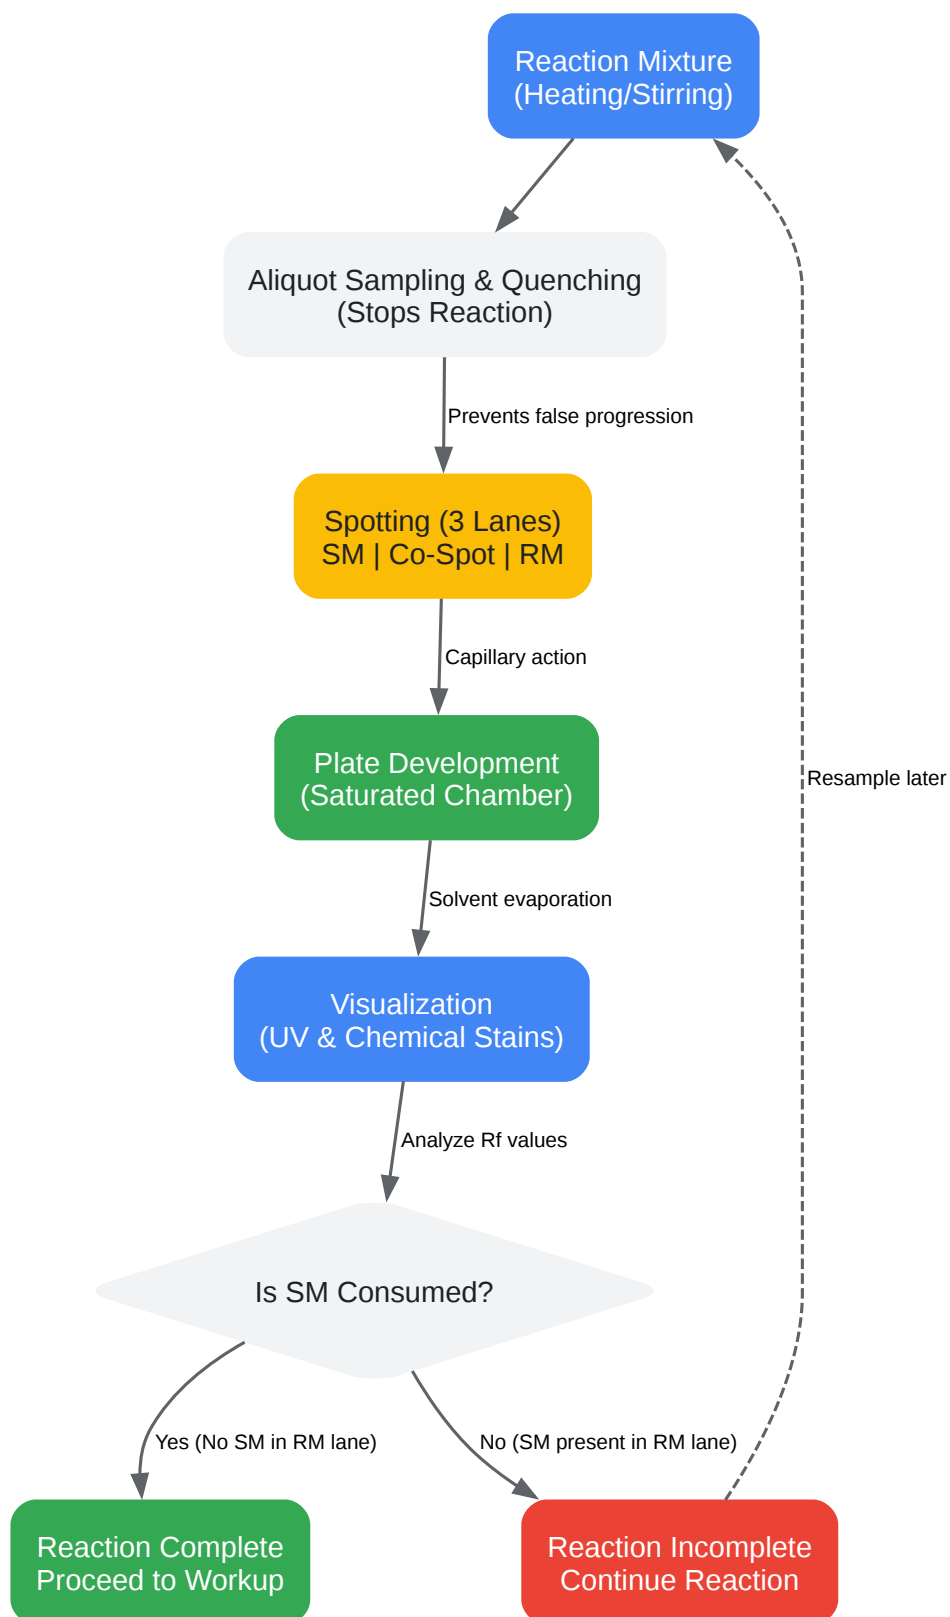 Reaction Mixture
(Heating/Stirring)
Aliquot Sampling & Quenching
(Stops Reaction)
Prevents false progression
Spotting (3 Lanes)
SM | Co-Spot | RM
Capillary action
Plate Development
(Saturated Chamber)
Resample later
Solvent evaporation
Visualization
(UV & Chemical Stains)
Analyze Rf values
Is SM Consumed?
Yes (No SM in RM lane)
No (SM present in RM lane)
Reaction Complete
Proceed to Workup
Reaction Incomplete
Continue Reaction